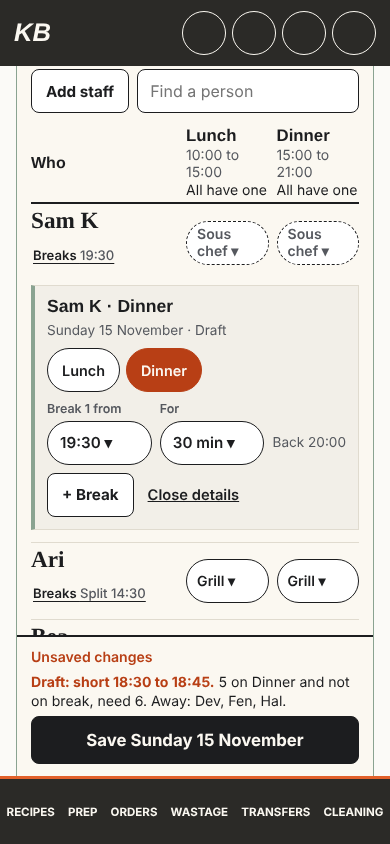 KB
Add staff
Find a person
Who
Lunch
10:00 to
15:00
All have one
Dinner
15:00 to
21:00
All have one
Sam K
Breaks 19:30
Sous
chef ▾
Sous
chef ▾
Sam K · Dinner
Sunday 15 November · Draft
Lunch
Dinner
Break 1 from
For
19:30 ▾
30 min ▾
Back 20:00
+ Break
Close details
Ari
Breaks Split 14:30
Grill ▾
Grill ▾
Unsaved changes
Draft: short 18:30 to 18:45. 5 on Dinner and not
on break, need 6. Away: Dev, Fen, Hal.
Save Sunday 15 November
RECIPES PREP ORDERS WASTAGE TRANSFERS CLEANING